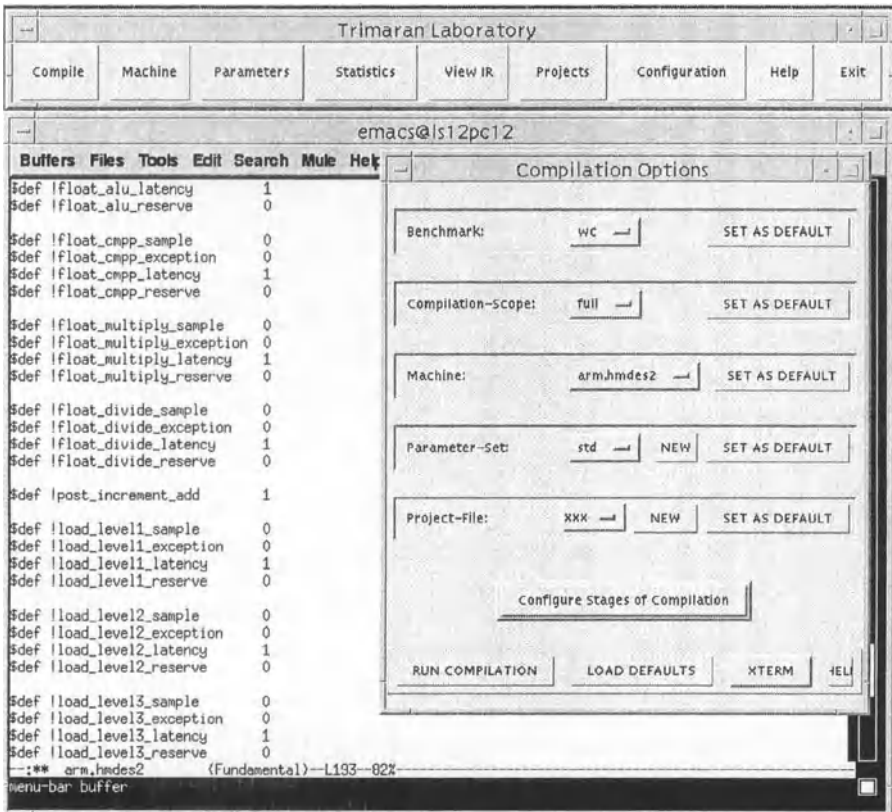 Trimaran Laboratory
Compile Machine Parameters Statistics View IR Projects Configuration Help Exit
emacs@ls12pc12
Buffers Files Tools Edit Search Mule Help
$def !float_alu_latency 1
$def !float_alu_reserve 0
$def !float_cmpp_sample 0
$def !float_cmpp_exception 0
$def !float_cmpp_latency 1
$def !float_cmpp_reserve 0
$def !float_multiply_sample 0
$def !float_multiply_exception 0
$def !float_multiply_latency 1
$def !float_multiply_reserve 0
$def !float_divide_sample 0
$def !float_divide_exception 0
$def !float_divide_latency 1
$def !float_divide_reserve 0
$def !post_increment_add 1
$def !load_level1_sample 0
$def !load_level1_exception 0
$def !load_level1_latency 1
$def !load_level1_reserve 0
$def !load_level2_sample 0
$def !load_level2_exception 0
$def !load_level2_latency 1
$def !load_level2_reserve 0
$def !load_level3_sample 0
$def !load_level3_exception 0
$def !load_level3_latency 1
$def !load_level3_reserve 0
--:** arm.hmdes2 (Fundamental)--L193--82%
menu-bar buffer
Compilation Options
Benchmark: wc SET AS DEFAULT
Compilation-Scope: full SET AS DEFAULT
Machine: arm.hmdes2 SET AS DEFAULT
Parameter-Set: std NEW SET AS DEFAULT
Project-File: xxx NEW SET AS DEFAULT
Configure Stages of Compilation
RUN COMPILATION LOAD DEFAULTS XTERM HELI